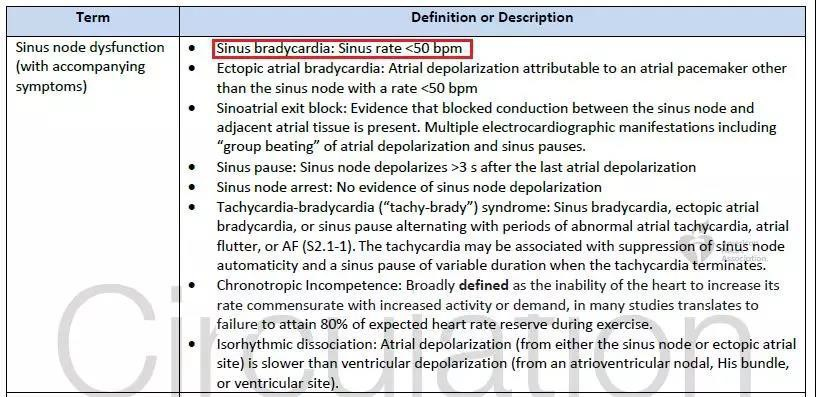 Term
Definition or Description
Sinus node dysfunction
(with accompanying
symptoms)
• Sinus bradycardia: Sinus rate <50 bpm
• Ectopic atrial bradycardia: Atrial depolarization attributable to an atrial pacemaker other
than the sinus node with a rate <50 bpm
• Sinoatrial exit block: Evidence that blocked conduction between the sinus node and
adjacent atrial tissue is present. Multiple electrocardiographic manifestations including
“group beating” of atrial depolarization and sinus pauses.
• Sinus pause: Sinus node depolarizes >3 s after the last atrial depolarization
• Sinus node arrest: No evidence of sinus node depolarization
• Tachycardia-bradycardia (“tachy-brady”) syndrome: Sinus bradycardia, ectopic atrial
bradycardia, or sinus pause alternating with periods of abnormal atrial tachycardia, atrial
flutter, or AF (S2.1-1). The tachycardia may be associated with suppression of sinus node
automaticity and a sinus pause of variable duration when the tachycardia terminates.
• Chronotropic Incompetence: Broadly defined as the inability of the heart to increase its
rate commensurate with increased activity or demand, in many studies translates to
failure to attain 80% of expected heart rate reserve during exercise.
• Isorhythmic dissociation: Atrial depolarization (from either the sinus node or ectopic atrial
site) is slower than ventricular depolarization (from an atrioventricular nodal, His bundle,
or ventricular site).
Association.
Circulation